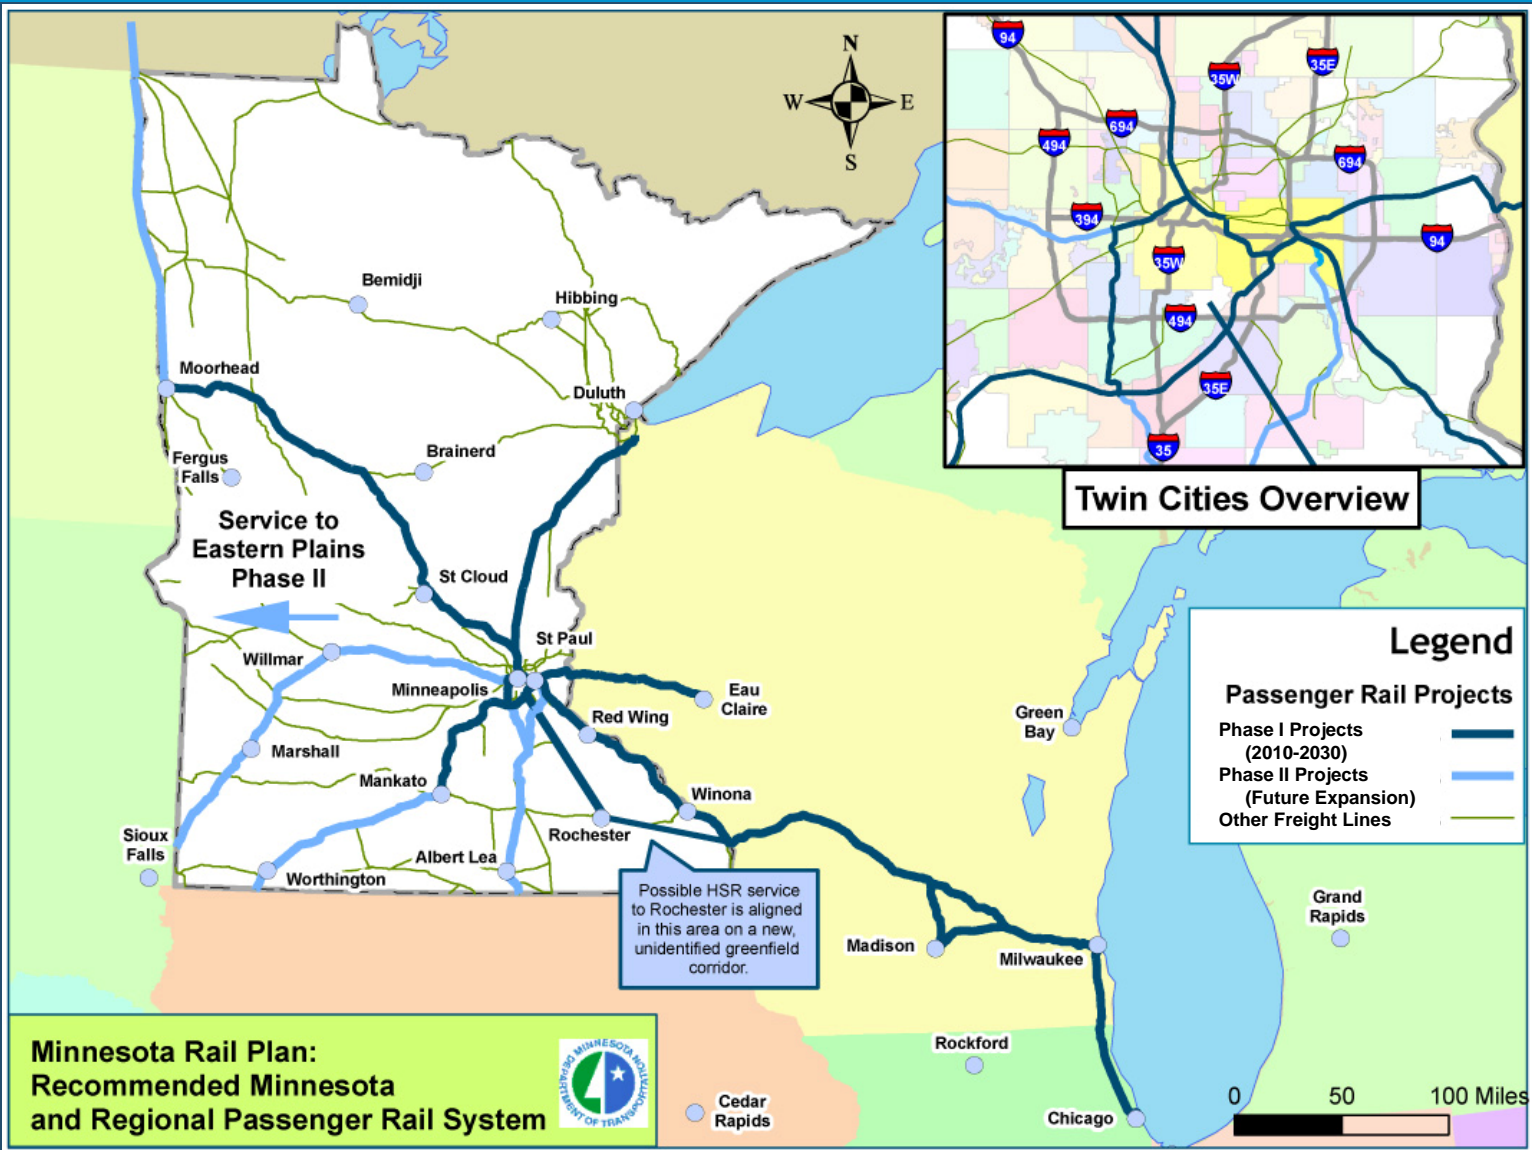 N
W
E
S
94
35W
35E
694
494
694
394
94
35W
494
35E
35
Twin Cities Overview
Bemidji
Hibbing
Moorhead
Duluth
Brainerd
Fergus
Falls
Service to
Eastern Plains
Phase II
St Cloud
St Paul
Willmar
Minneapolis
Eau
Claire
Red Wing
Green
Bay
Marshall
Mankato
Winona
Sioux
Falls
Rochester
Albert Lea
Worthington
Possible HSR service
to Rochester is aligned
in this area on a new,
unidentified greenfield
corridor.
Madison
Milwaukee
Grand
Rapids
Rockford
Cedar
Rapids
Chicago
Legend
Passenger Rail Projects
Phase I Projects
(2010-2030)
Phase II Projects
(Future Expansion)
Other Freight Lines
0 50 100 Miles
Minnesota Rail Plan:
Recommended Minnesota
and Regional Passenger Rail System
MINNESOTA
DEPARTMENT OF TRANSPORTATION